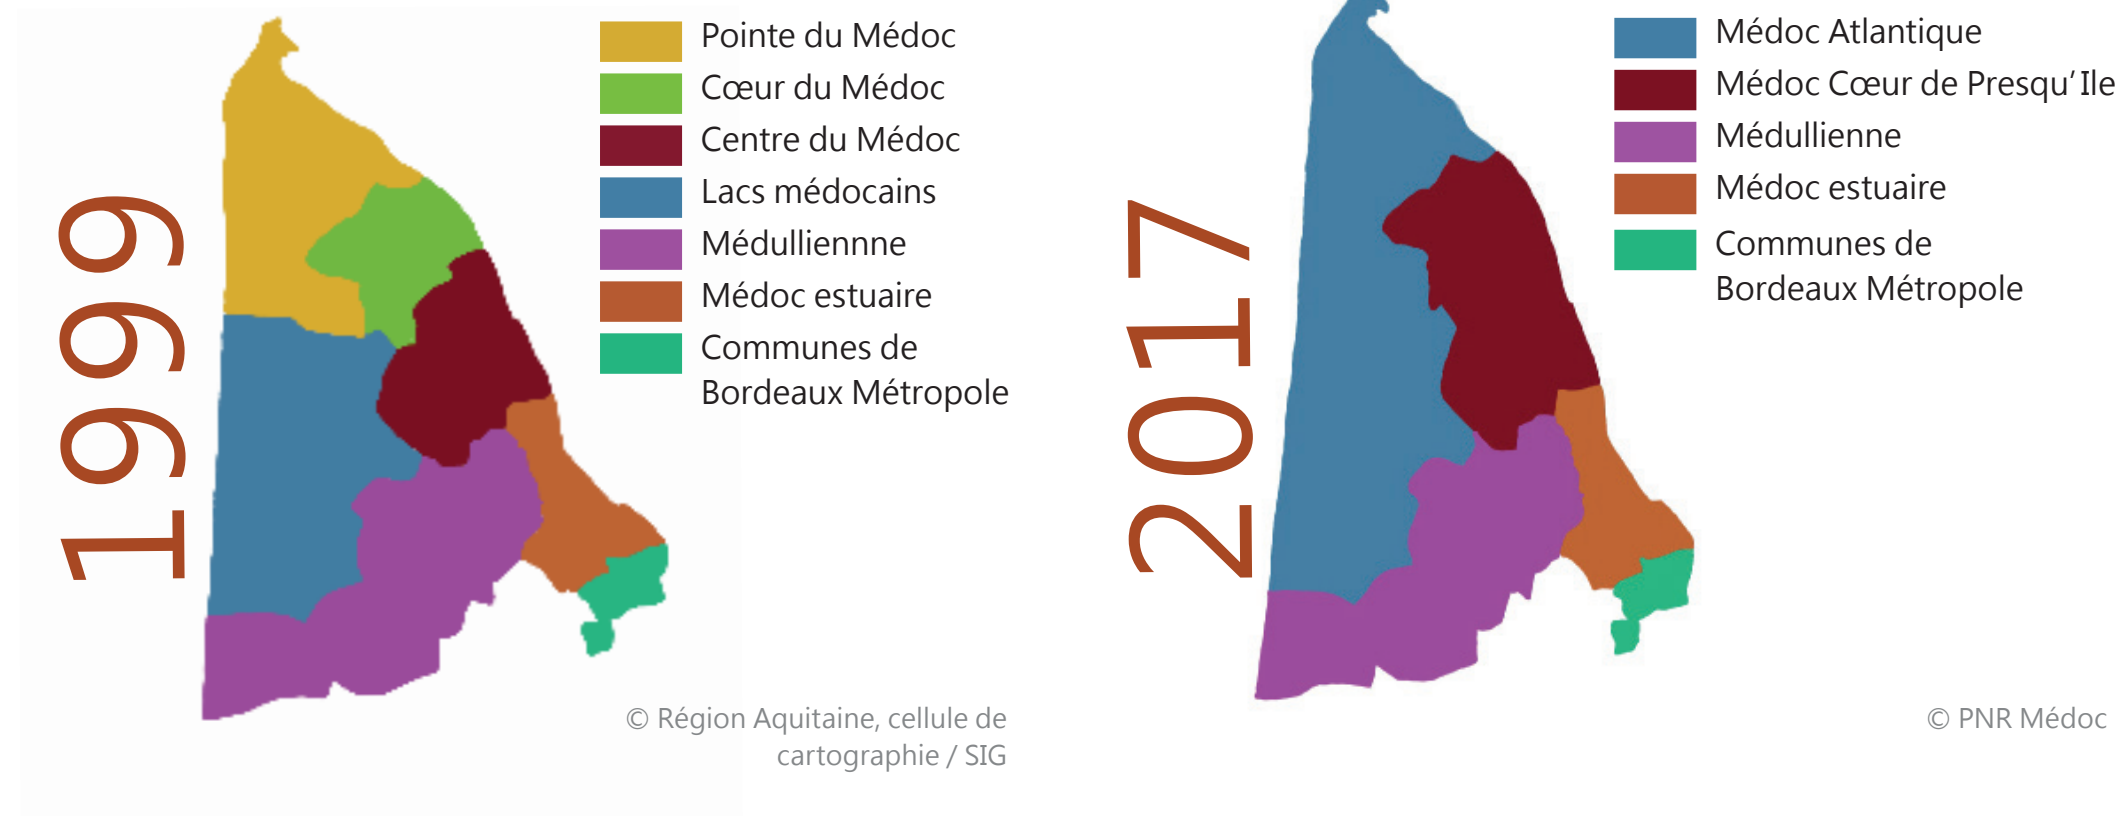 1999
Pointe du Médoc
Cœur du Médoc
Centre du Médoc
Lacs médocains
Médulliennne
Médoc estuaire
Communes de
Bordeaux Métropole
© Région Aquitaine, cellule de
cartographie / SIG
2017
Médoc Atlantique
Médoc Cœur de Presqu'Ile
Médullienne
Médoc estuaire
Communes de
Bordeaux Métropole
© PNR Médoc